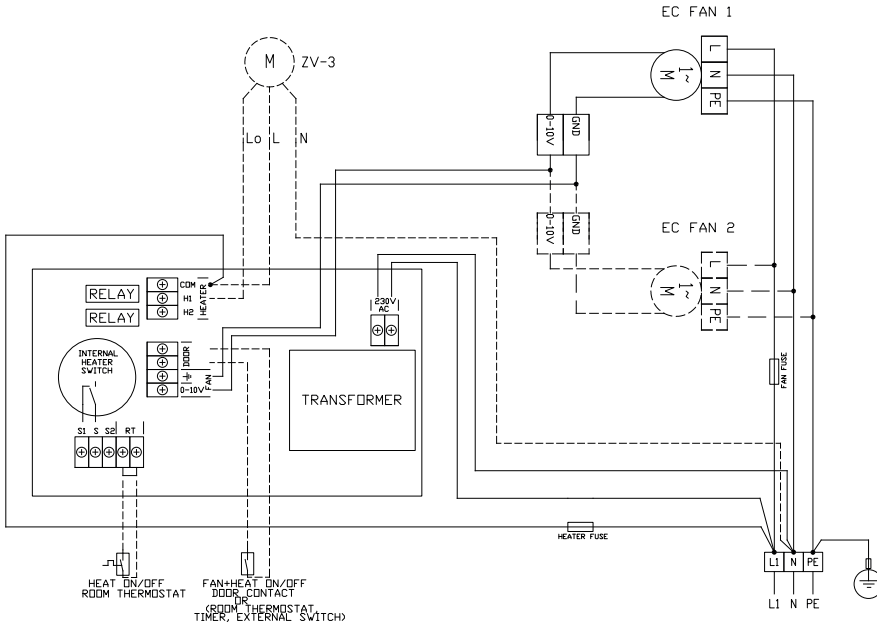 EC FAN 1
M
ZV-3
L
N
PE
1~
M
0-10V
GND
Lo
L
N
0-10V
GND
EC FAN 2
L
N
PE
1~
M
RELAY
RELAY
COM
H1
H2
HEATER
230V
AC
INTERNAL
HEATER
SWITCH
DOOR
FAN
0-10V
TRANSFORMER
FAN FUSE
S1 S S2 RT
HEATER FUSE
L1 N PE
L1 N PE
HEAT ON/OFF
ROOM THERMOSTAT
FAN+HEAT ON/OFF
DOOR CONTACT
OR
(ROOM THERMOSTAT,
TIMER, EXTERNAL SWITCH)